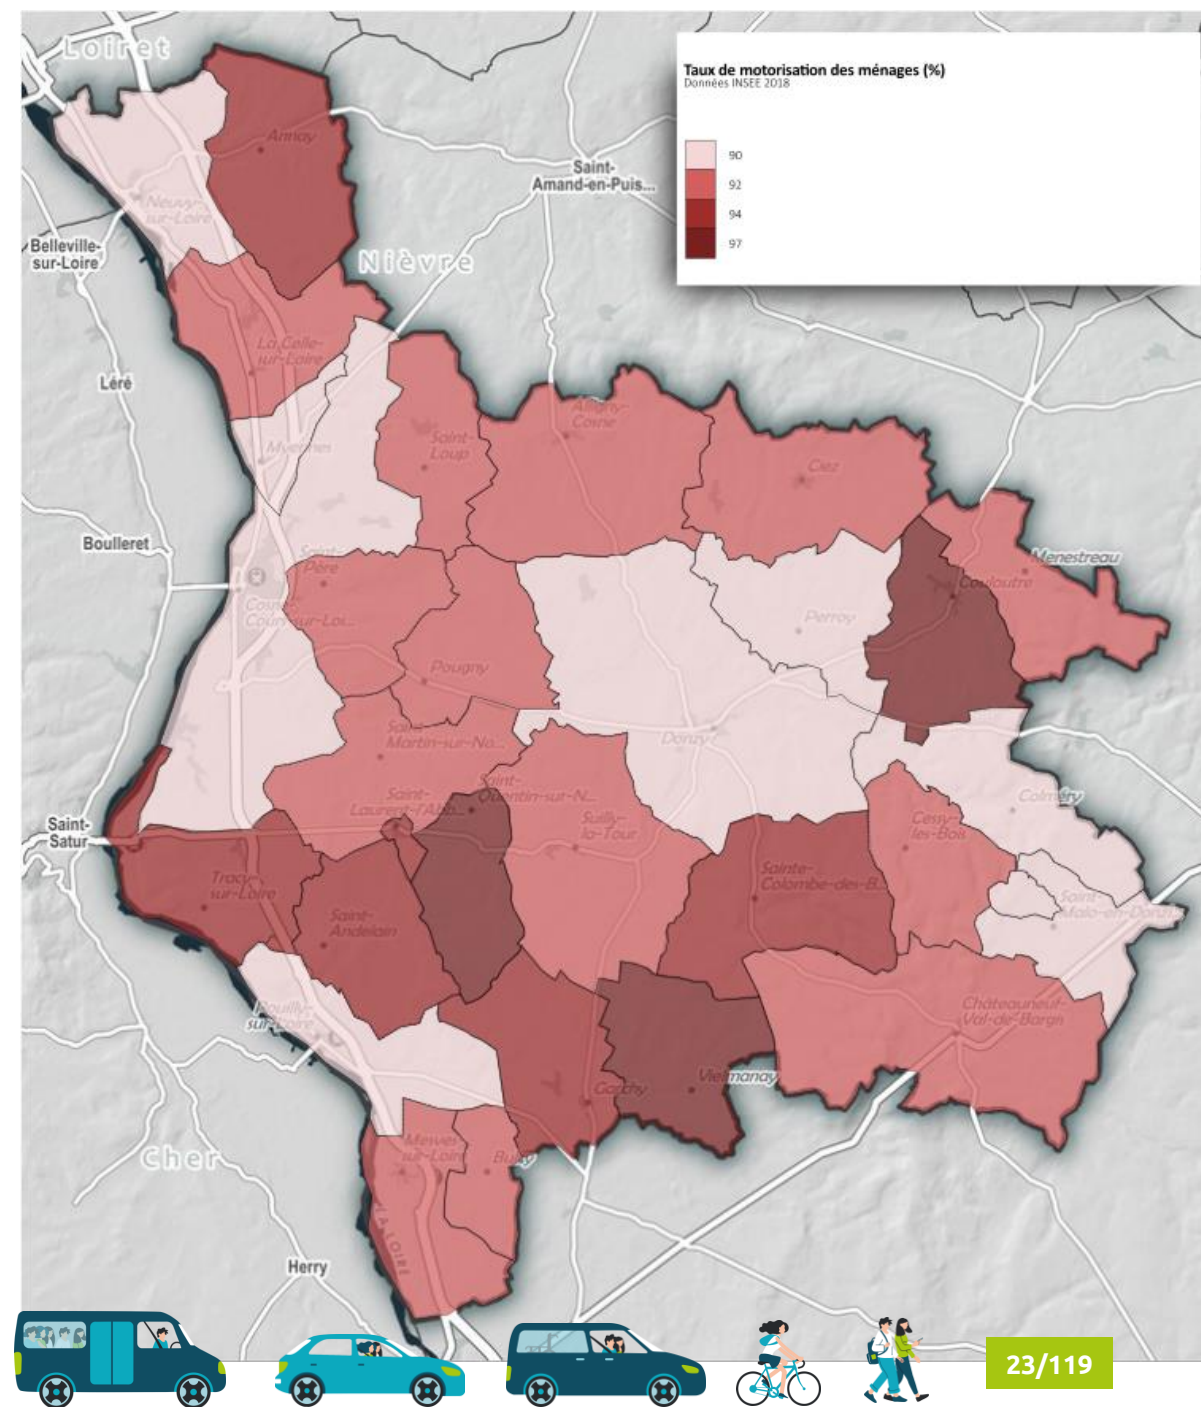 Loiret
Taux de motorisation des ménages (%)
Données INSEE 2018
90
92
94
97
Annay
Saint-
Amand-en-Puis...
Neuvy-
sur-Loire
Belleville-
sur-Loire
Nièvre
La Celle-
sur-Loire
Léré
Alligny-
Cosne
Saint-
Loup
Myennes
Ciez
Boulleret
Saint-
Père
Menestreau
Couloutre
Cosne-
Cours-sur-Loi...
Perroy
Pougny
Saint-
Martin-sur-No...
Donzy
Saint-
Quentin-sur-N...
Saint-
Laurent-l'Abb...
Colméry
Saint-
Satur
Suilly-
la-Tour
Cessy-
les-Bois
Tracy-
sur-Loire
Sainte-
Colombe-des-B...
Saint-
Andelain
Saint-
Malo-en-Donzi...
Pouilly-
sur-Loire
Châteauneuf-
Val-de-Bargis
Garchy
Vielmanay
Mesves-
sur-Loire
Bulcy
Cher
LA LOIRE
Herry
23/119